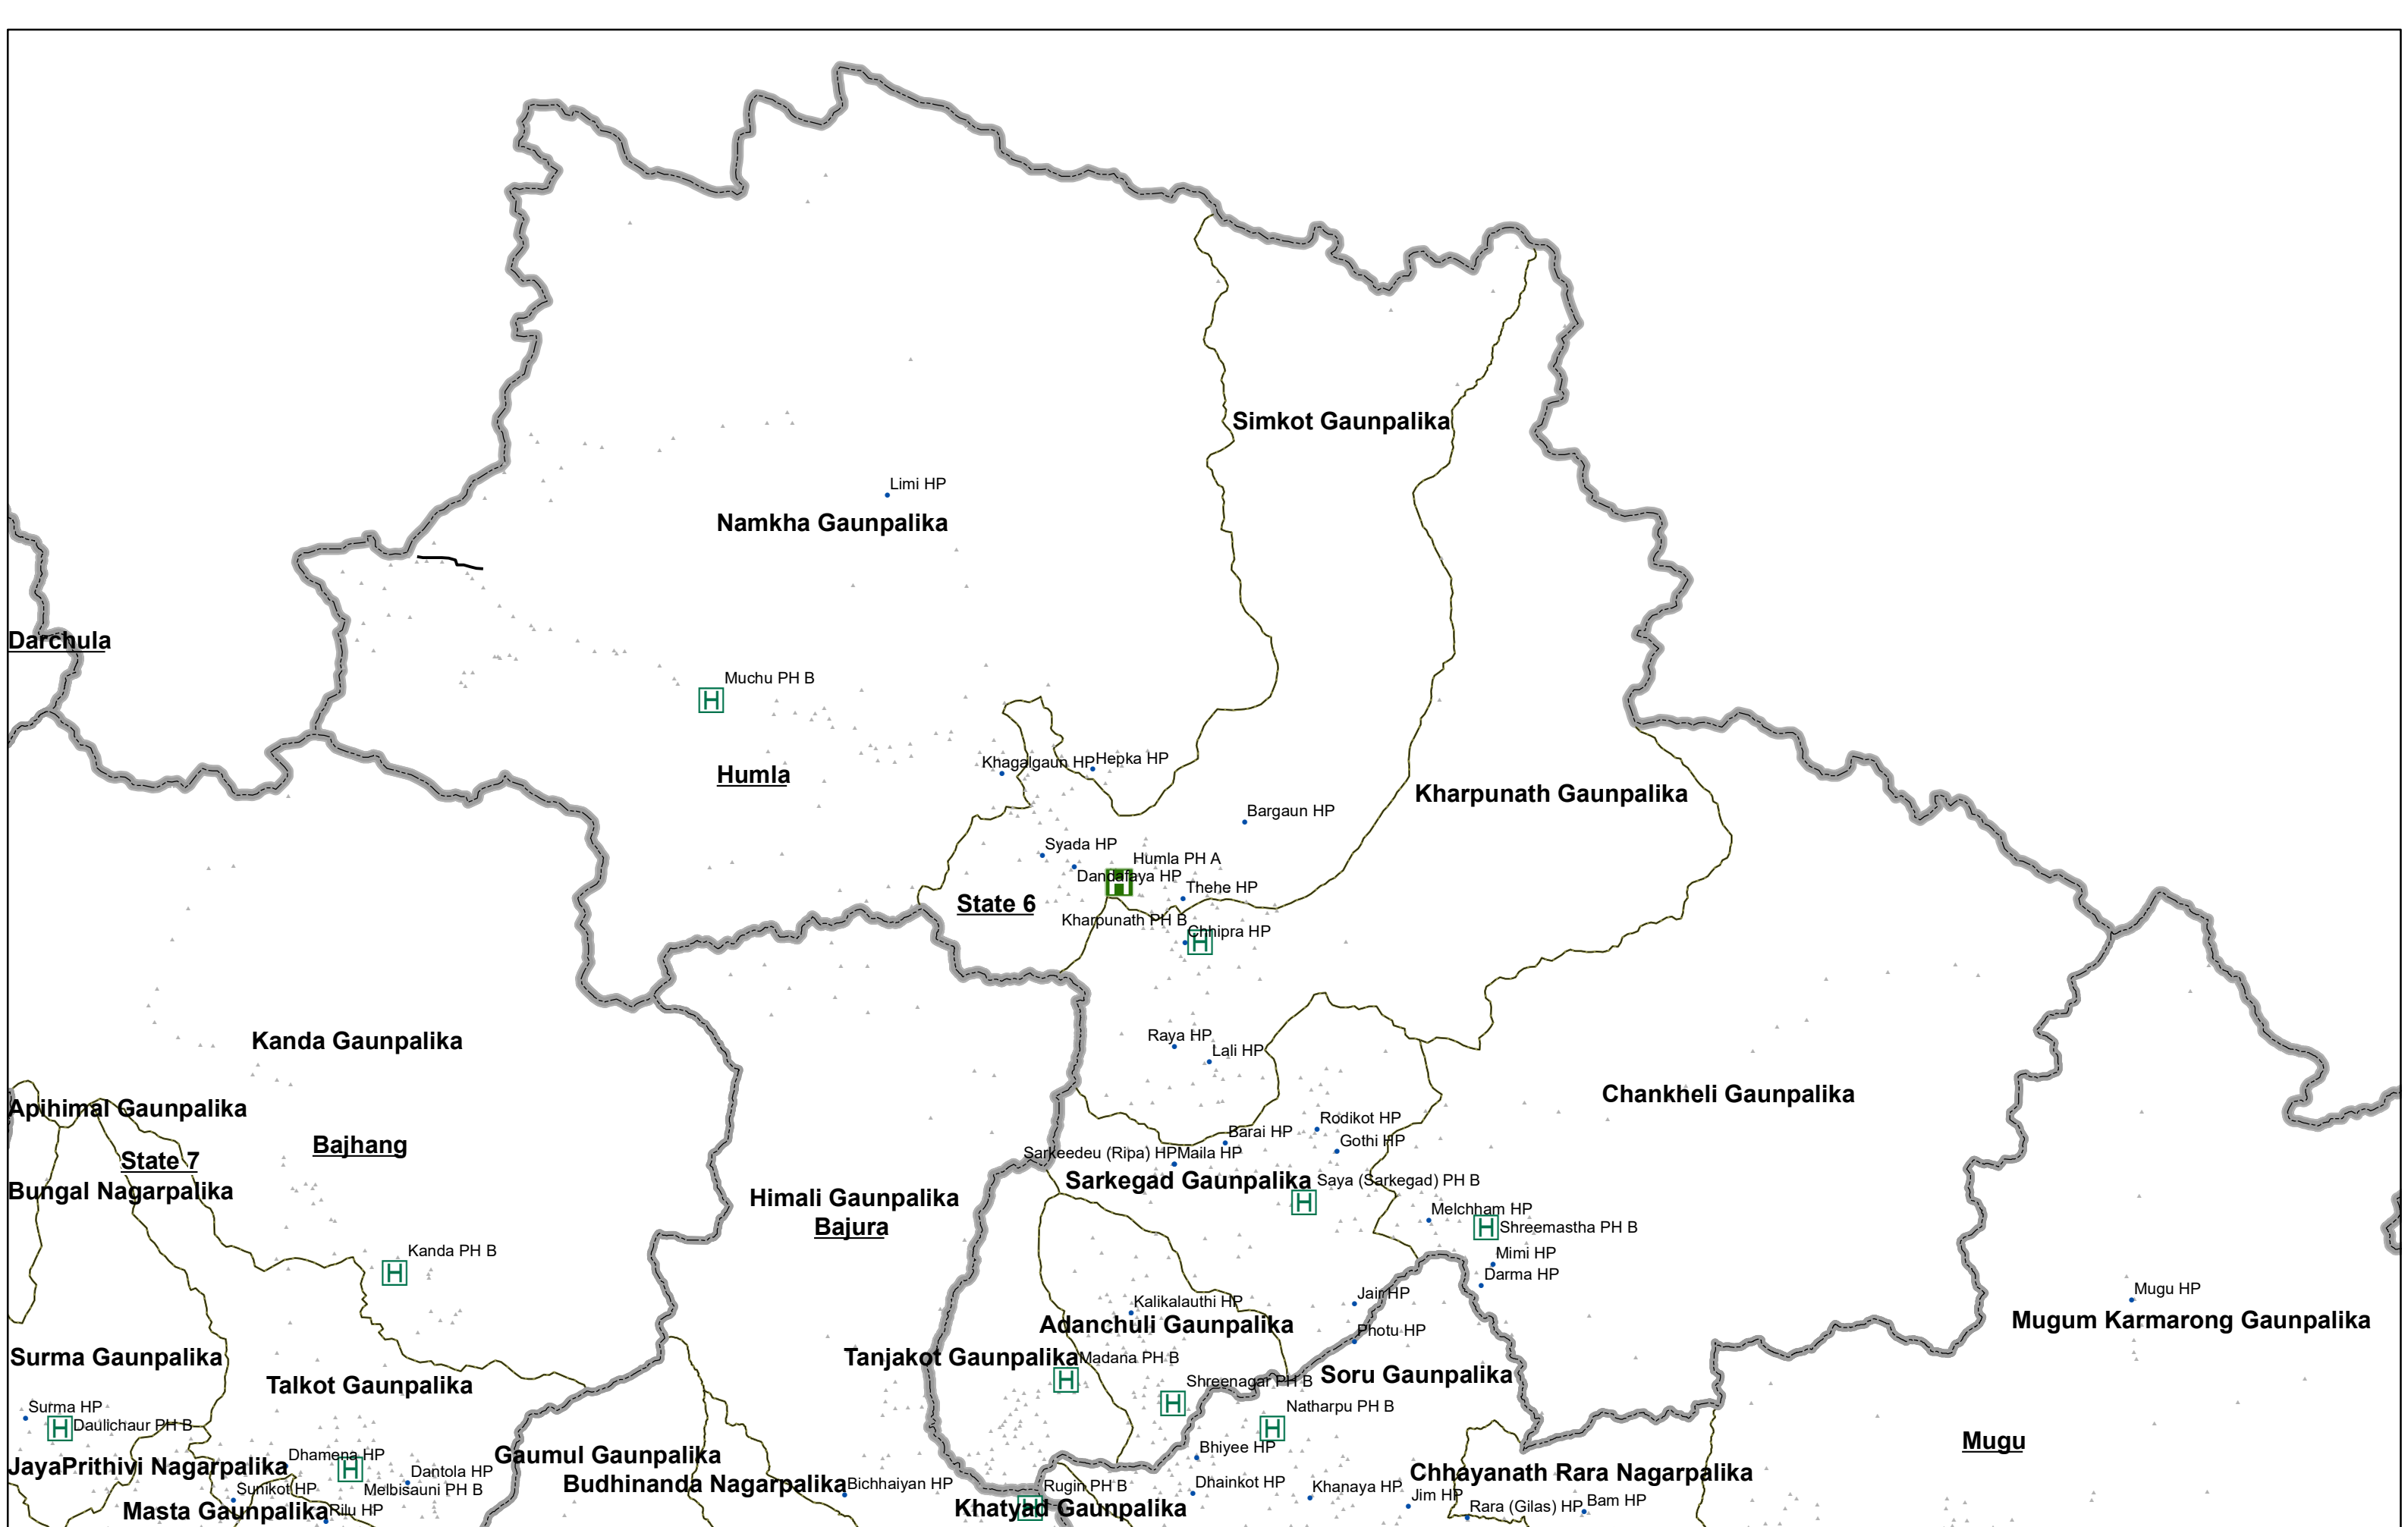 Simkot Gaunpalika
Limi HP
Namkha Gaunpalika
Darchula
Muchu PH B
Khagalgaun HP
Hepka HP
Humla
Kharpunath Gaunpalika
Bargaun HP
Syada HP
Humla PH A
Dandafaya HP
Thehe HP
State 6
Kharpunath PH B
Chhipra HP
Raya HP
Kanda Gaunpalika
Lali HP
Chankheli Gaunpalika
Apihimal Gaunpalika
Rodikot HP
Barai HP
Gothi HP
Bajhang
Sarkeedeu (Ripa) HP
Maila HP
State 7
Sarkegad Gaunpalika
Saya (Sarkegad) PH B
Bungal Nagarpalika
Himali Gaunpalika
Melchham HP
Bajura
Shreemastha PH B
Kanda PH B
Mimi HP
Darma HP
Mugu HP
Jair HP
Kalikalauthi HP
Mugum Karmarong Gaunpalika
Adanchuli Gaunpalika
Photu HP
Surma Gaunpalika
Tanjakot Gaunpalika
Madana PH B
Soru Gaunpalika
Talkot Gaunpalika
Shreenagar PH B
Surma HP
Natharpu PH B
Daulichaur PH B
Mugu
Bhiyee HP
Dhamena HP
Gaumul Gaunpalika
JayaPrithivi Nagarpalika
Dantola HP
Chhayanath Rara Nagarpalika
Budhinanda Nagarpalika
Bichhaiyan HP
Rugin PH B
Dhainkot HP
Khanaya HP
Sunikot HP
Melbisauni PH B
Jim HP
Bam HP
Rara (Gilas) HP
Masta Gaunpalika
Rilu HP
Khatyad Gaunpalika